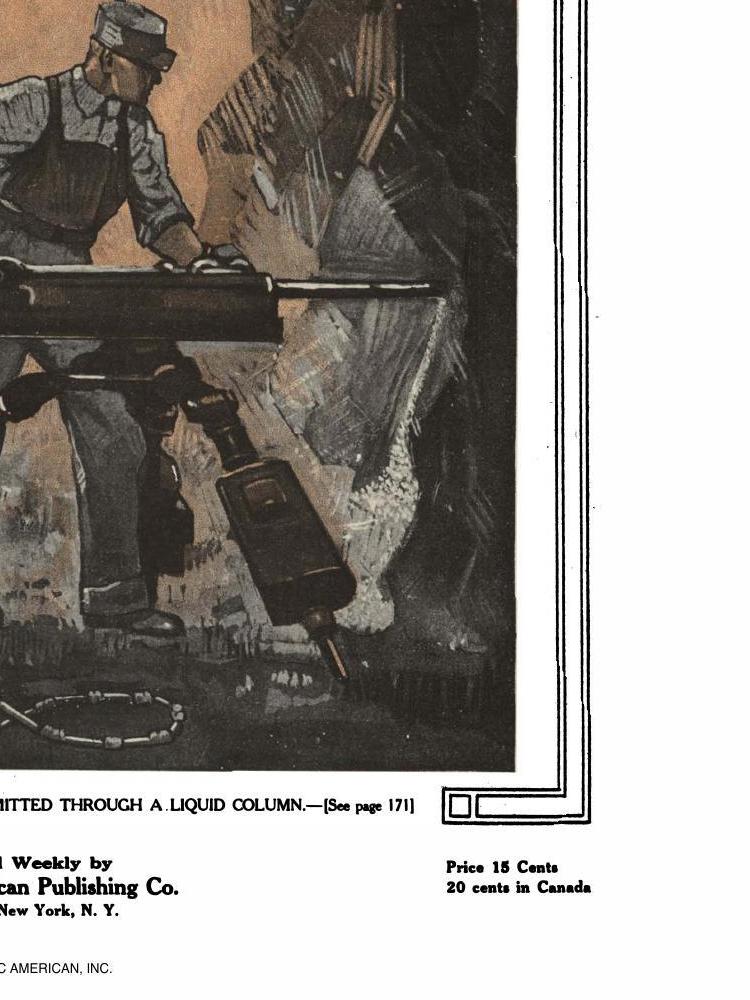 MITTED THROUGH A LIQUID COLUMN.—[See page 171]
Weekly by
can Publishing Co.
New York, N. Y.
Price 15 Cents
20 cents in Canada
C AMERICAN, INC.